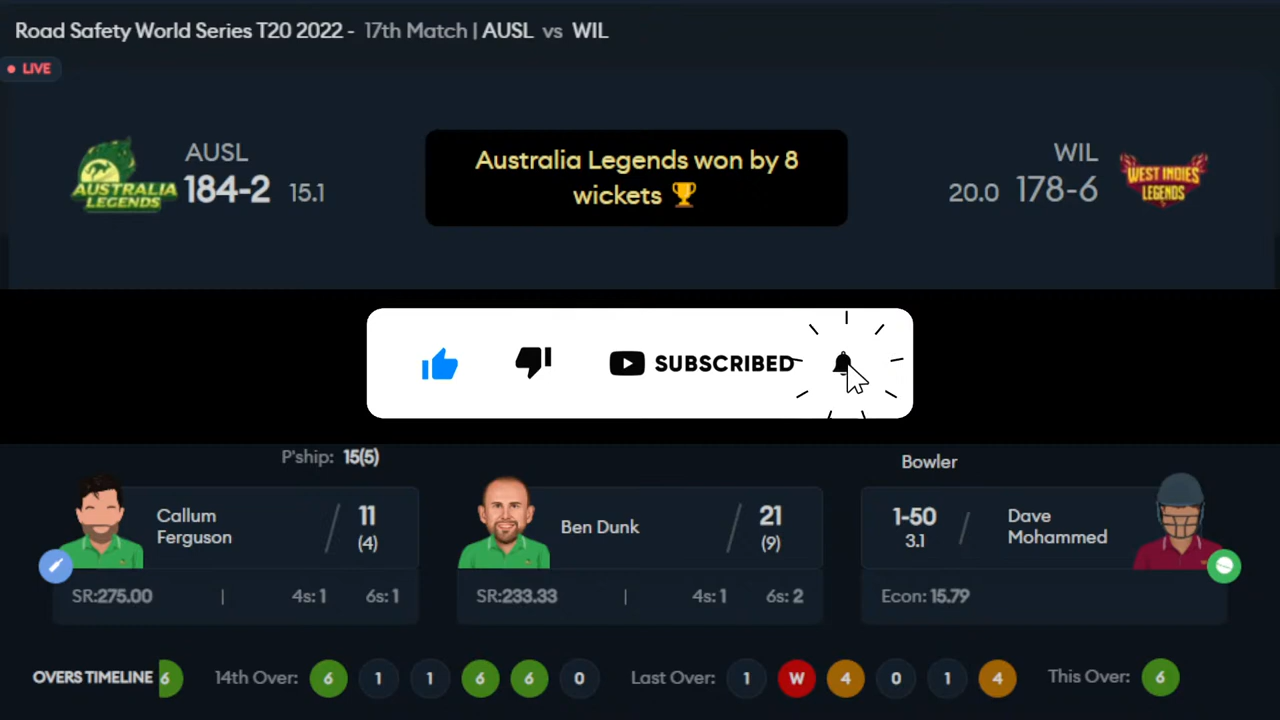 Road Safety World Series T20 2022 - 17th Match | AUSL vs WIL
LIVE
AUSTRALIA
LEGENDS
AUSL
184-2 15.1
Australia Legends won by 8
wickets 🏆
WIL
20.0 178-6
WEST INDIES
LEGENDS
SUBSCRIBED
P'ship: 15(5)
Callum
Ferguson
11
(4)
SR:275.00 | 4s: 1 6s: 1
Ben Dunk
21
(9)
SR:233.33 | 4s: 1 6s: 2
Bowler
1-50
3.1
Dave
Mohammed
Econ: 15.79
OVERS TIMELINE 6 14th Over: 6 1 1 6 6 0 Last Over: 1 W 4 0 1 4 This Over: 6